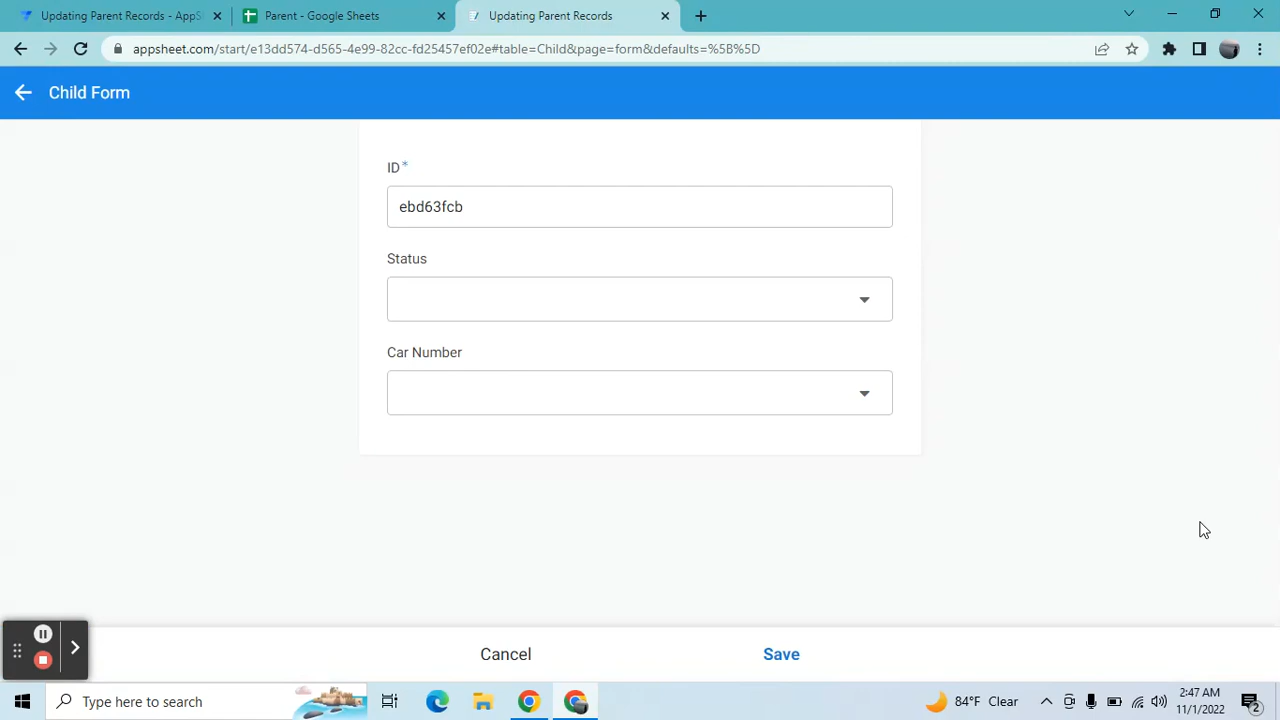 Updating Parent Records - AppS
Parent - Google Sheets
Updating Parent Records
appsheet.com/start/e13dd574-d565-4e99-82cc-fd25457ef02e#table=Child&page=form&defaults=%5B%5D
Child Form
ID*
ebd63fcb
Status
Car Number
Cancel
Save
Type here to search
84°F Clear
2:47 AM
11/1/2022
2